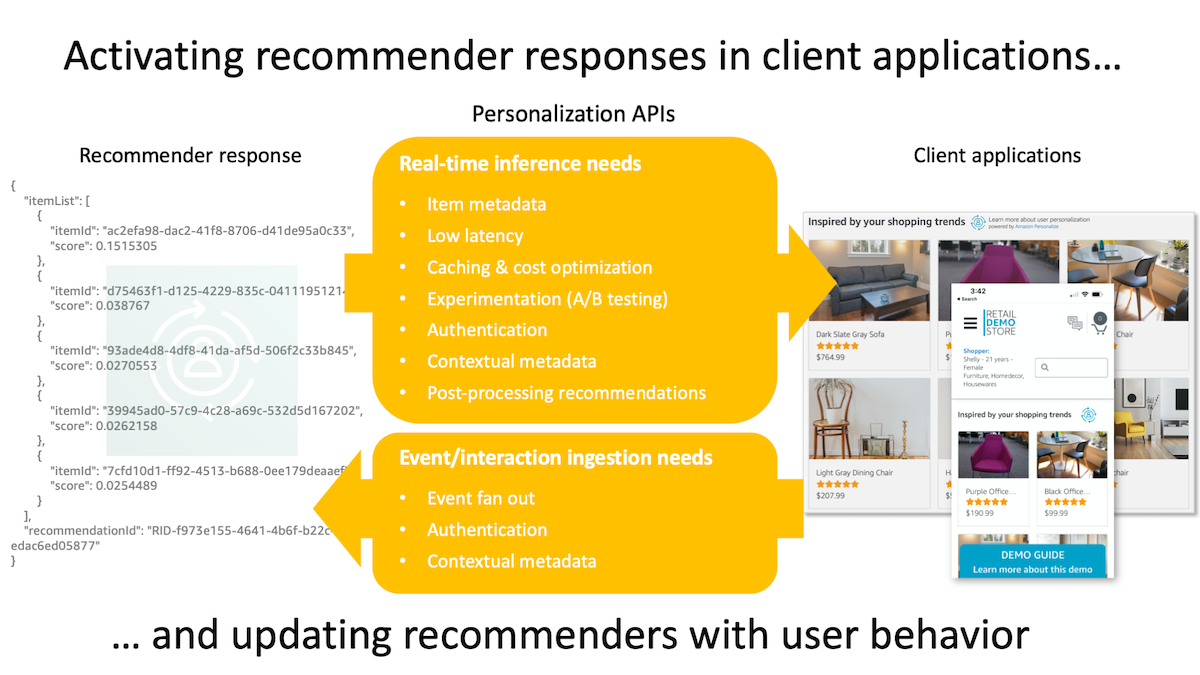 Activating recommender responses in client applications…
Personalization APIs
Recommender response
Client applications
{
"itemList": [
{
"itemId": "ac2efa98-dac2-41f8-8706-d41de95a0c33",
"score": 0.1515305
},
{
"itemId": "d75463f1-d125-4229-835c-0411195121
"score": 0.038767
},
{
"itemId": "93ade4d8-4df8-41da-af5d-506f2c33b845",
"score": 0.0270553
},
{
"itemId": "39945ad0-57c9-4c28-a69c-532d5d167202",
"score": 0.0262158
},
{
"itemId": "7cfd10d1-ff92-4513-b688-0ee179deaaef
"score": 0.0254489
}
],
"recommendationId": "RID-f973e155-4641-4b6f-b22c-
edac6ed05877"
}
Real-time inference needs
• Item metadata
• Low latency
• Caching & cost optimization
• Experimentation (A/B testing)
• Authentication
• Contextual metadata
• Post-processing recommendations
Event/interaction ingestion needs
• Event fan out
• Authentication
• Contextual metadata
Inspired by your shopping trends
Learn more about user personalization
powered by Amazon Personalize
Dark Slate Gray Sofa
$764.99
Chair
Light Gray Dining Chair
$207.99
hair
3:42
Search
RETAIL
DEMO
STORE
0
Shopper:
Shelly - 21 years -
Female
Furniture, Homedecor,
Housewares
Inspired by your shopping trends
Purple Office...
$190.99
Black Office...
$99.99
DEMO GUIDE
Learn more about this demo
… and updating recommenders with user behavior